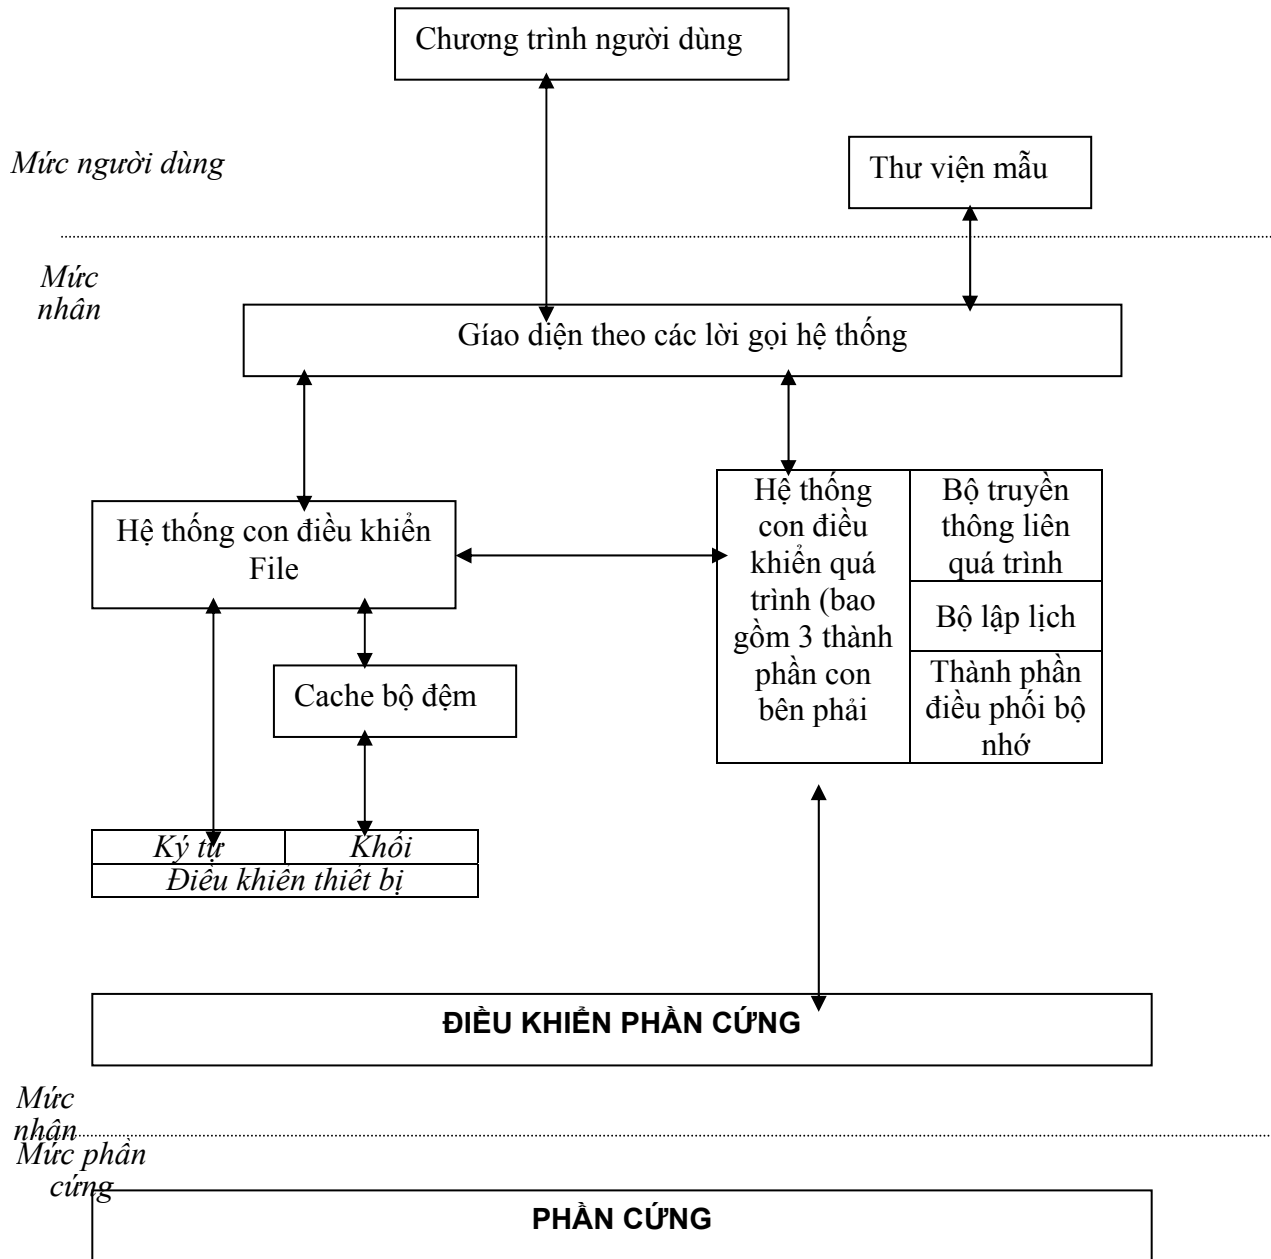 Chương trình người dùng
Mức người dùng
Thư viện mẫu
Mức
nhân
Gíao diện theo các lời gọi hệ thống
Hệ thống con điều khiển
File
Hệ thống
con điều
khiển quá
trình (bao
gồm 3 thành
phần con
bên phải
Bộ truyền
thông liên
quá trình
Bộ lập lịch
Thành phần
điều phối bộ
nhớ
Cache bộ đệm
Ký tự
Khối
Điều khiển thiết bị
ĐIỀU KHIỂN PHẦN CỨNG
Mức
nhân
Mức phần
cứng
PHẦN CỨNG